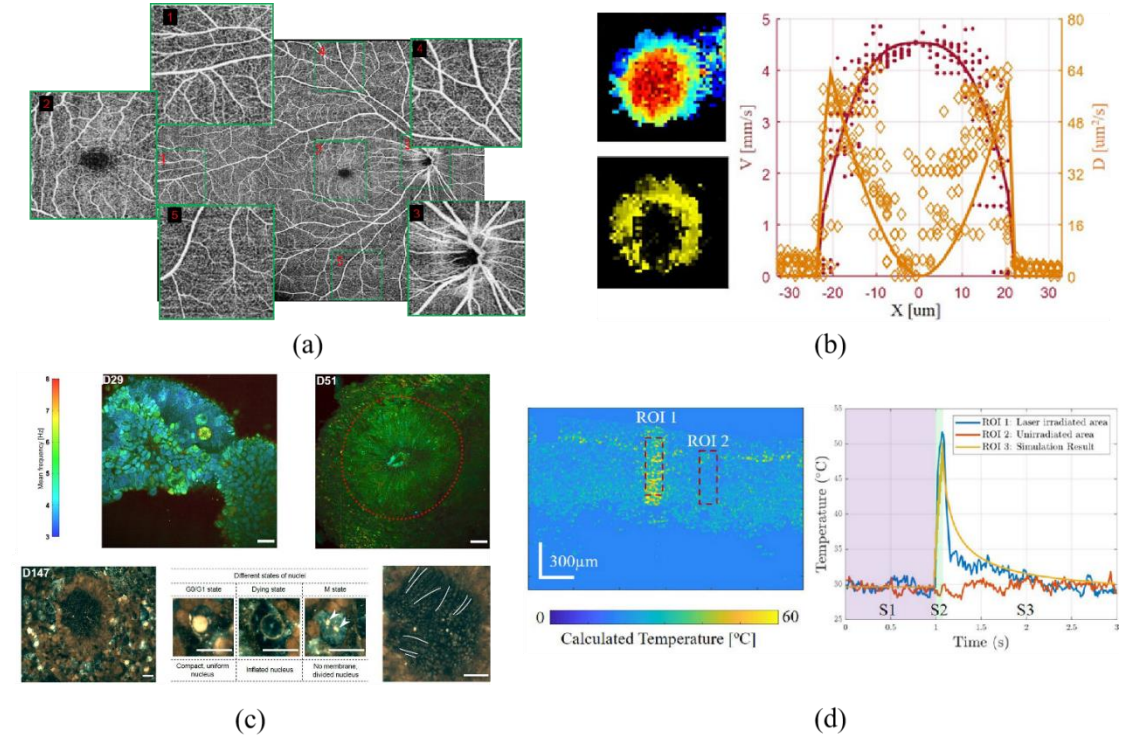 1
2
4
5
3
4
1
2
3
5
(a)
V [mm/s]
5
4
3
2
1
0
-30 -20 -10 0 10 20 30
X [um]
80
64
48
32
16
0
D [um²/s]
(b)
Mean frequency [Hz]
8
7
6
5
4
3
D29
D51
D147
Different states of nuclei
G0/G1 state
Dying state
M state
Compact, uniform
nucleus
Inflated nucleus
No membrane,
divided nucleus
(c)
ROI 1
ROI 2
300μm
0
60
Calculated Temperature [°C]
Temperature (°C)
55
50
45
40
35
30
25
ROI 1: Laser irradiated area
ROI 2: Unirradiated area
ROI 3: Simulation Result
S1 S2 S3
0 0.5 1 1.5 2 2.5 3
Time (s)
(d)